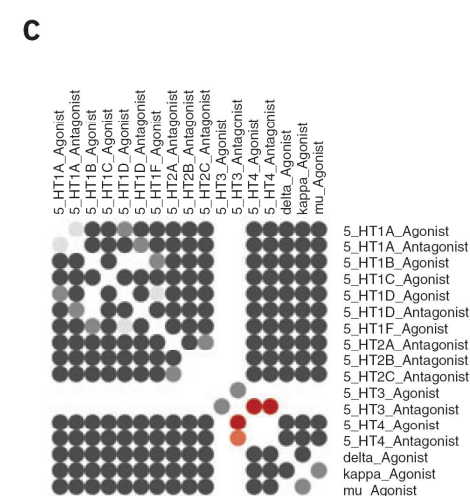 C
5_HT1A_Agonist
5_HT1A_Antagonist
5_HT1B_Agonist
5_HT1C_Agonist
5_HT1D_Agonist
5_HT1D_Antagonist
5_HT1F_Agonist
5_HT2A_Antagonist
5_HT2B_Antagonist
5_HT2C_Antagonist
5_HT3_Agonist
5_HT3_Antagonist
5_HT4_Agonist
5_HT4_Antagonist
delta_Agonist
kappa_Agonist
mu_Agonist
5_HT1A_Agonist
5_HT1A_Antagonist
5_HT1B_Agonist
5_HT1C_Agonist
5_HT1D_Agonist
5_HT1D_Antagonist
5_HT1F_Agonist
5_HT2A_Antagonist
5_HT2B_Antagonist
5_HT2C_Antagonist
5_HT3_Agonist
5_HT3_Antagonist
5_HT4_Agonist
5_HT4_Antagonist
delta_Agonist
kappa_Agonist
mu_Agonist